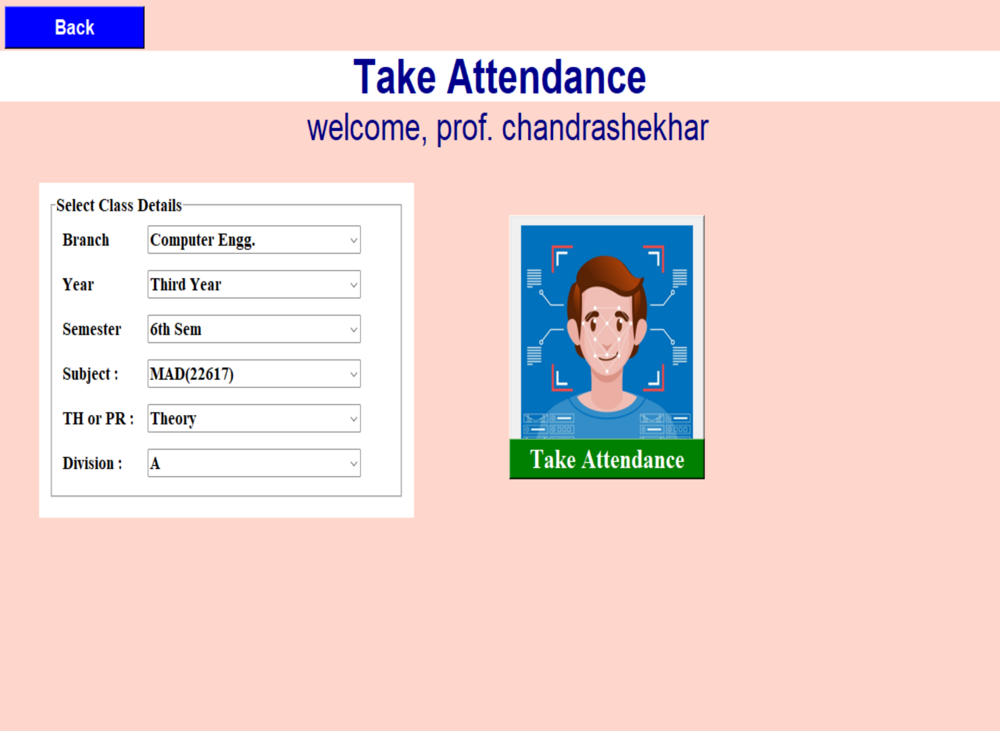 Back
Take Attendance
welcome, prof. chandrashekhar
Select Class Details
Branch Computer Engg.
Year Third Year
Semester 6th Sem
Subject : MAD(22617)
TH or PR : Theory
Division : A
Take Attendance